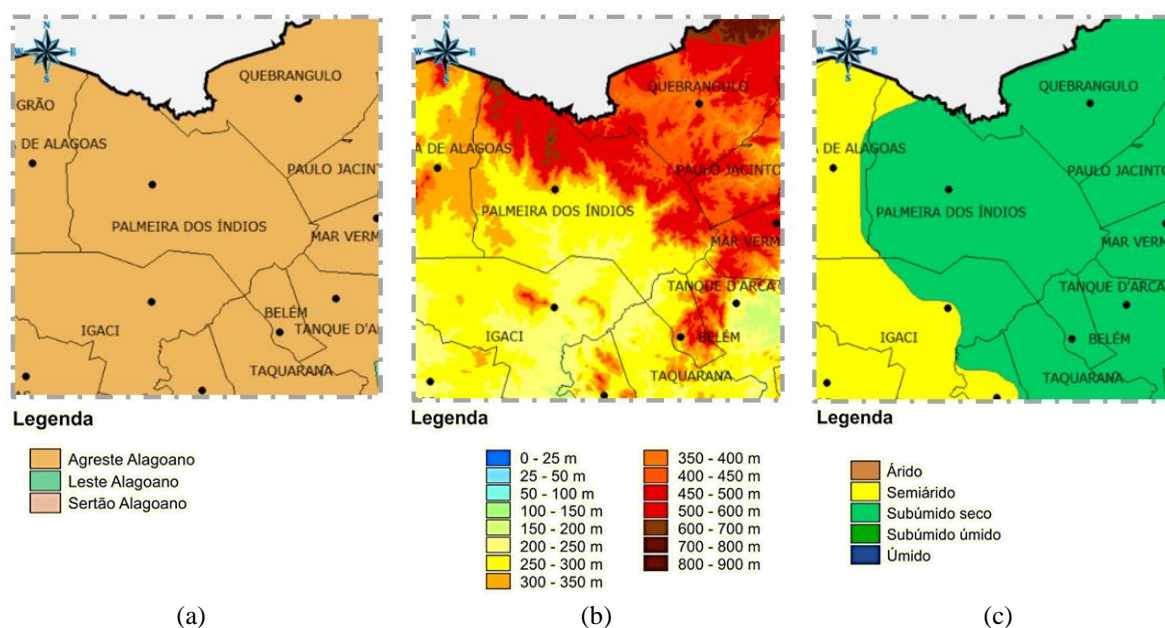 N
W E
S
QUEBRANGULO
GRÃO
A DE ALAGOAS
PAULO JACINTO
PALMEIRA DOS ÍNDIOS
MAR VERM
IGACI
BELÉM
TANQUE D'AR
TAQUARANA
AS
Legenda
Agreste Alagoano
Leste Alagoano
Sertão Alagoano
(a)
N
W E
S
QUEBRANGULO
A DE ALAGOAS
PAULO JACINTO
PALMEIRA DOS ÍNDIOS
MAR VERM
TANQUE D'ARCA
IGACI
BELÉM
TAQUARANA
Legenda
0 - 25 m
25 - 50 m
50 - 100 m
100 - 150 m
150 - 200 m
200 - 250 m
250 - 300 m
300 - 350 m
350 - 400 m
400 - 450 m
450 - 500 m
500 - 600 m
600 - 700 m
700 - 800 m
800 - 900 m
(b)
N
W E
S
QUEBRANGULO
A DE ALAGOAS
PAULO JACINTO
PALMEIRA DOS ÍNDIOS
MAR VERM
TANQUE D'ARCA
IGACI
BELÉM
TAQUARANA
Legenda
Árido
Semiárido
Subúmido seco
Subúmido úmido
Úmido
(c)